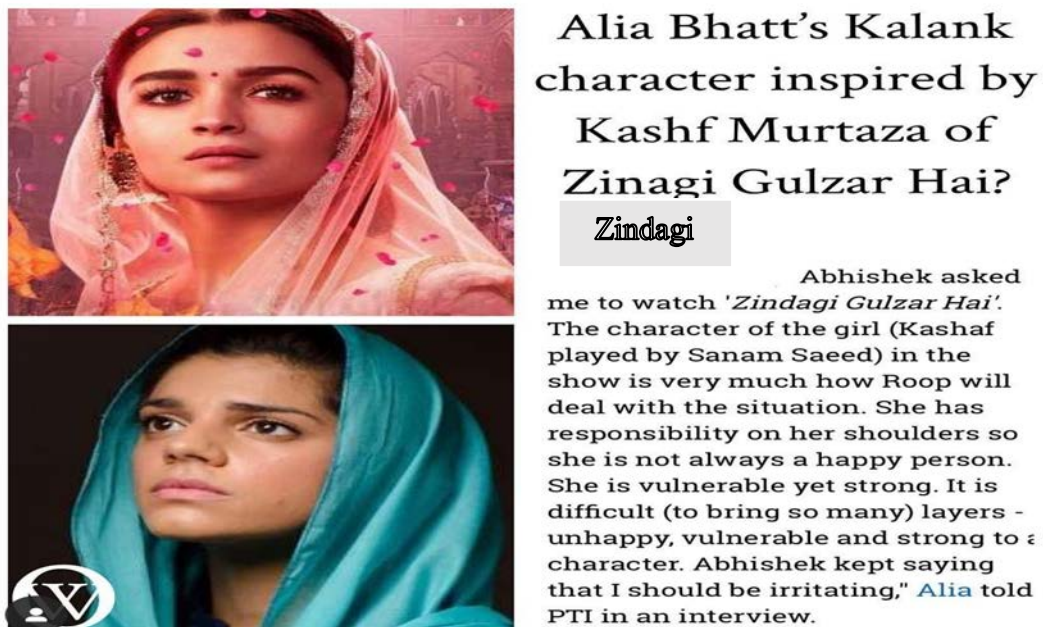 Alia Bhatt's Kalank
character inspired by
Kashf Murtaza of
Zinagi Gulzar Hai?
Zindagi
Abhishek asked
me to watch 'Zindagi Gulzar Hai'.
The character of the girl (Kashaf
played by Sanam Saeed) in the
show is very much how Roop will
deal with the situation. She has
responsibility on her shoulders so
she is not always a happy person.
She is vulnerable yet strong. It is
difficult (to bring so many) layers -
unhappy, vulnerable and strong to a
character. Abhishek kept saying
that I should be irritating," Alia told
PTI in an interview.
W